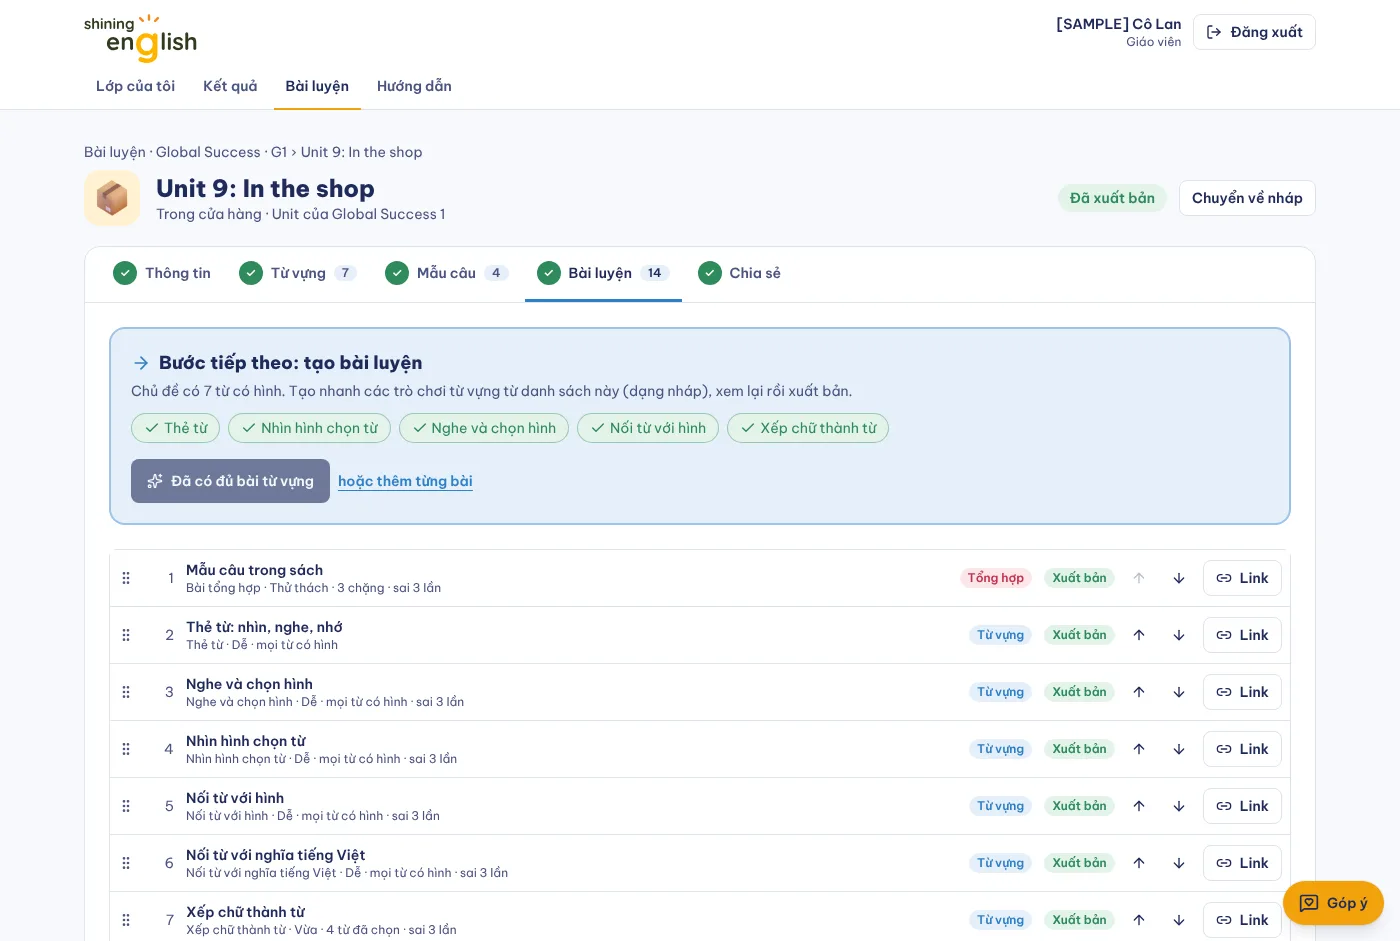 shining
english
[SAMPLE] Cô Lan
Giáo viên
Đăng xuất
Lớp của tôi
Kết quả
Bài luyện
Hướng dẫn
Bài luyện · Global Success · G1 › Unit 9: In the shop
Unit 9: In the shop
Trong cửa hàng · Unit của Global Success 1
Đã xuất bản
Chuyển về nháp
Thông tin
Từ vựng 7
Mẫu câu 4
Bài luyện 14
Chia sẻ
Bước tiếp theo: tạo bài luyện
Chủ đề có 7 từ có hình. Tạo nhanh các trò chơi từ vựng từ danh sách này (dạng nháp), xem lại rồi xuất bản.
Thẻ từ
Nhìn hình chọn từ
Nghe và chọn hình
Nối từ với hình
Xếp chữ thành từ
Đã có đủ bài từ vựng
hoặc thêm từng bài
1 Mẫu câu trong sách
Bài tổng hợp · Thử thách · 3 chặng · sai 3 lần
Tổng hợp Xuất bản Link
2 Thẻ từ: nhìn, nghe, nhớ
Thẻ từ · Dễ · mọi từ có hình
Từ vựng Xuất bản Link
3 Nghe và chọn hình
Nghe và chọn hình · Dễ · mọi từ có hình · sai 3 lần
Từ vựng Xuất bản Link
4 Nhìn hình chọn từ
Nhìn hình chọn từ · Dễ · mọi từ có hình · sai 3 lần
Từ vựng Xuất bản Link
5 Nối từ với hình
Nối từ với hình · Dễ · mọi từ có hình · sai 3 lần
Từ vựng Xuất bản Link
6 Nối từ với nghĩa tiếng Việt
Nối từ với nghĩa tiếng Việt · Dễ · mọi từ có hình · sai 3 lần
Từ vựng Xuất bản Link
7 Xếp chữ thành từ
Xếp chữ thành từ · Vừa · 4 từ đã chọn · sai 3 lần
Từ vựng Xuất bản Link
Góp ý